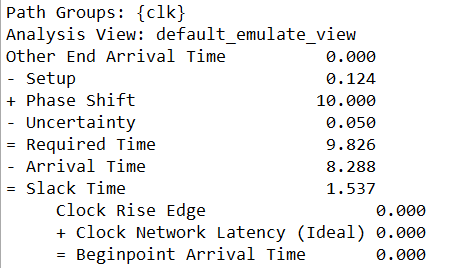 Path Groups: {clk}
Analysis View: default_emulate_view
Other End Arrival Time 0.000
- Setup 0.124
+ Phase Shift 10.000
- Uncertainty 0.050
= Required Time 9.826
- Arrival Time 8.288
= Slack Time 1.537
Clock Rise Edge 0.000
+ Clock Network Latency (Ideal) 0.000
= Beginpoint Arrival Time 0.000